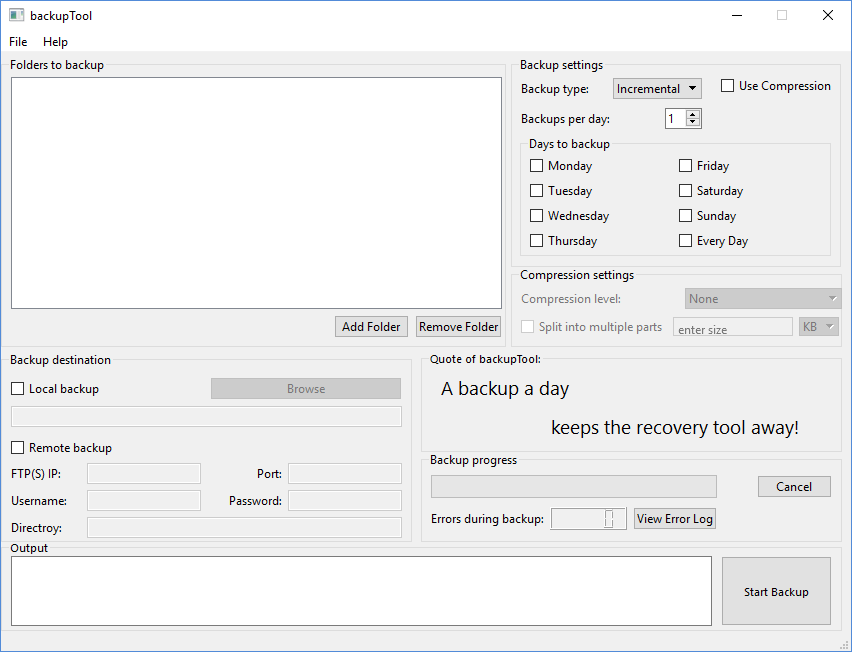 backupTool
File Help
Folders to backup
Add Folder Remove Folder
Backup settings
Backup type: Incremental Use Compression
Backups per day: 1
Days to backup
Monday Friday
Tuesday Saturday
Wednesday Sunday
Thursday Every Day
Compression settings
Compression level: None
Split into multiple parts enter size KB
Backup destination
Local backup Browse
Remote backup
FTP(S) IP: Port:
Username: Password:
Directroy:
Quote of backupTool:
A backup a day
keeps the recovery tool away!
Backup progress
Cancel
Errors during backup: 0 View Error Log
Output
Start Backup